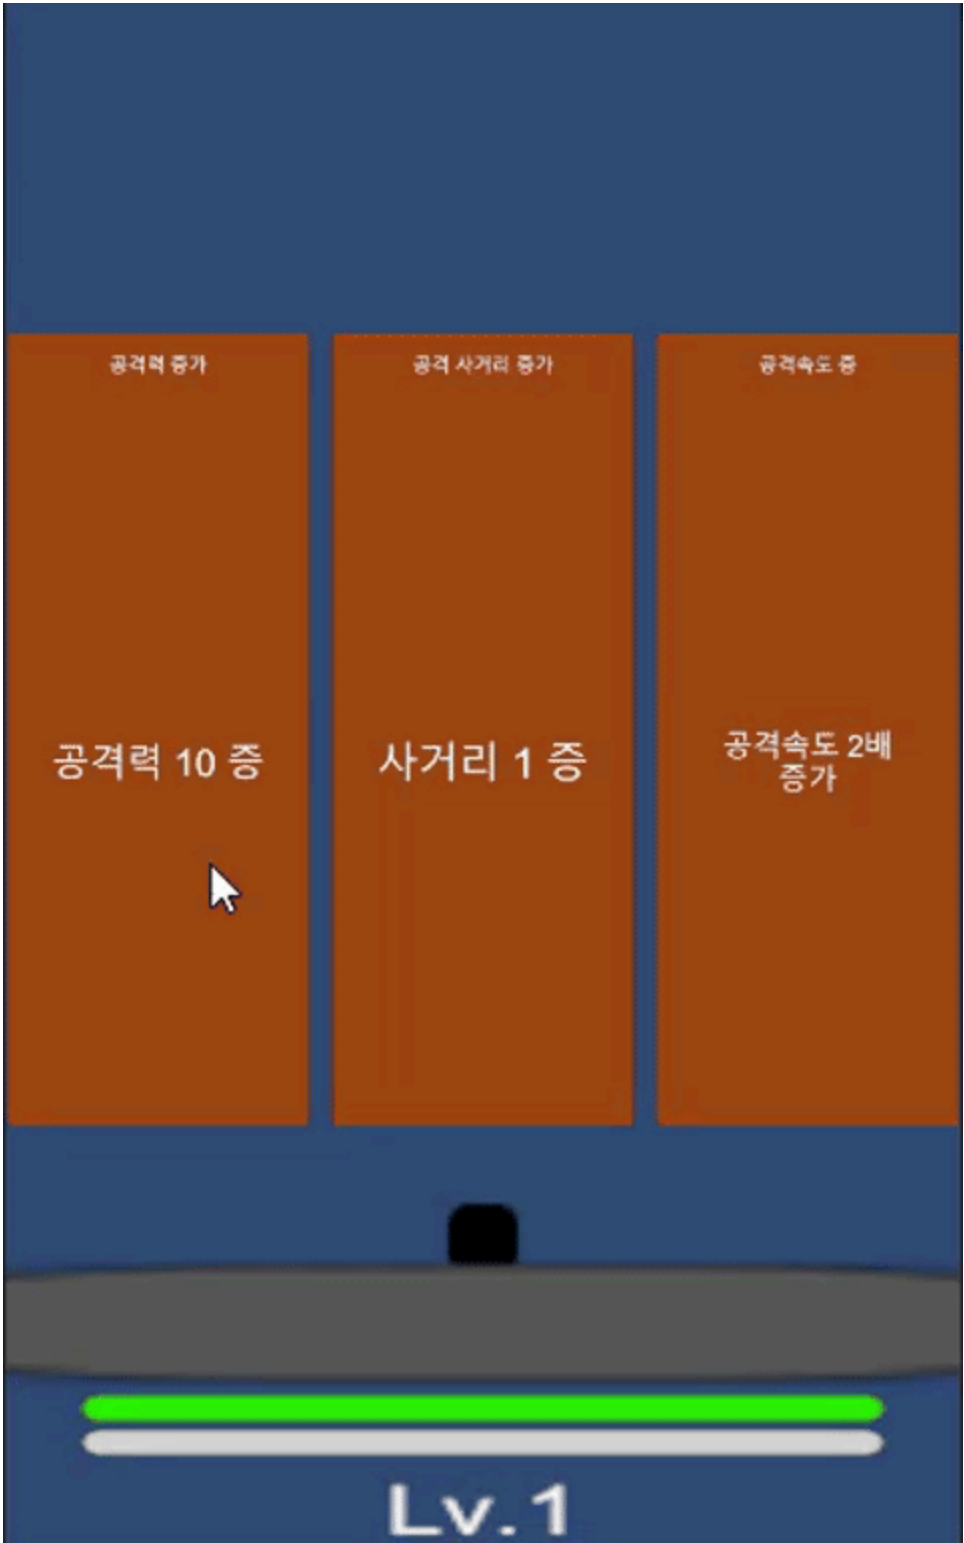 공격력 증가
공격 사거리 증가
공격속도 증
공격력 10 증
사거리 1 증
공격속도 2배
증가
Lv.1